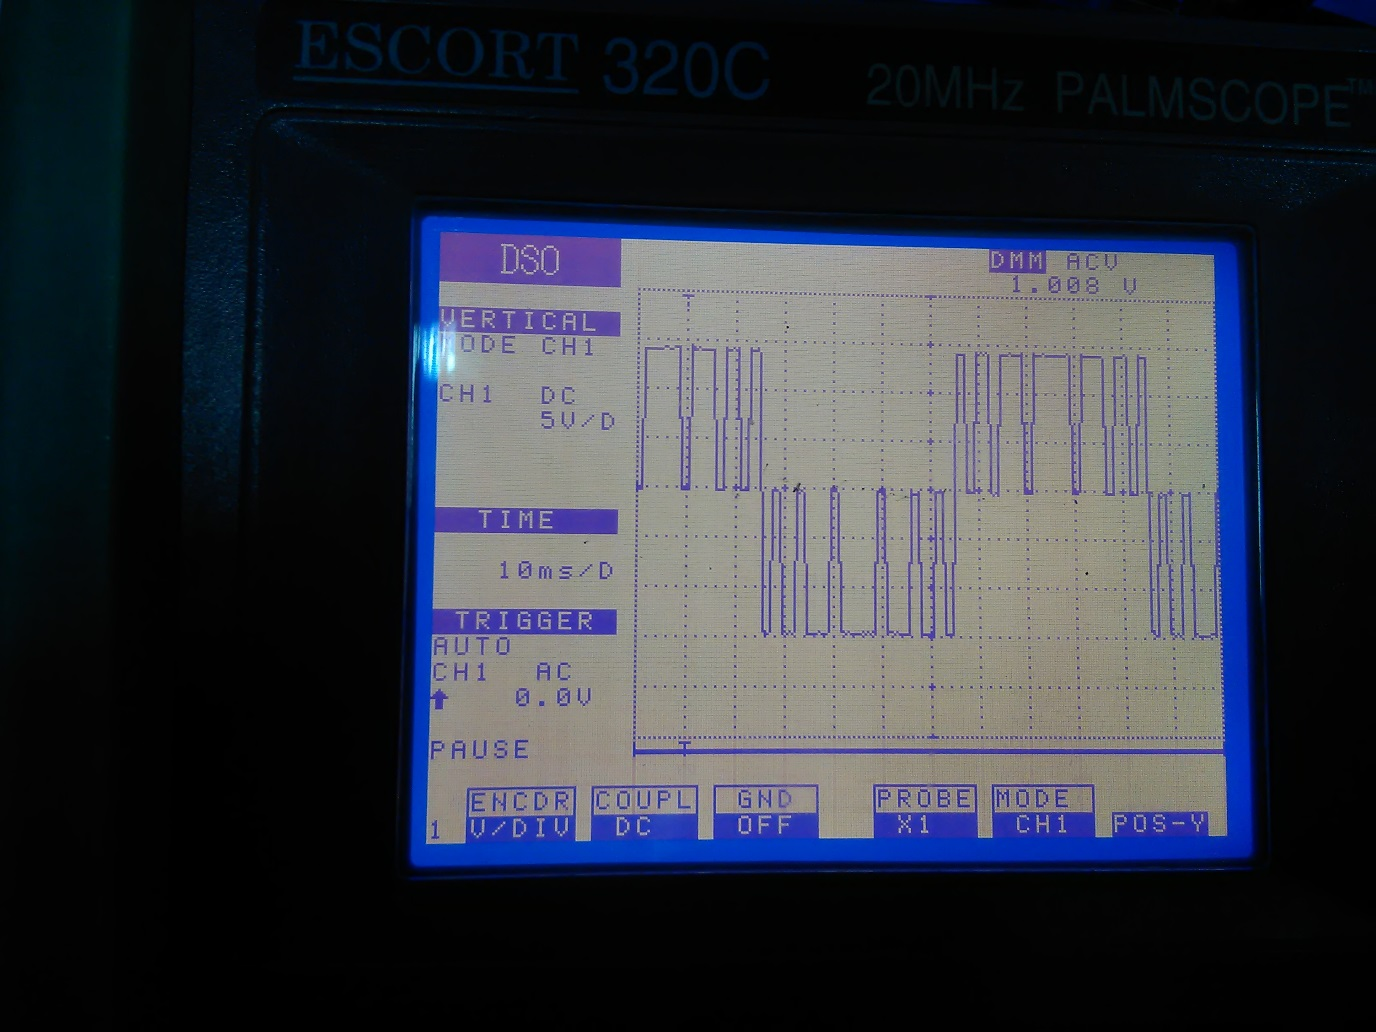 ESCORT 320C 20MHz PALMSCOPE™
DSO
DMM ACV
1.008 V
VERTICAL
MODE CH1
CH1 DC
5V/D
TIME
10ms/D
TRIGGER
AUTO
CH1 AC
↑ 0.0V
PAUSE
T
T
ENCDR COUPL GND PROBE MODE
1 V/DIV DC OFF X1 CH1 POS-Y